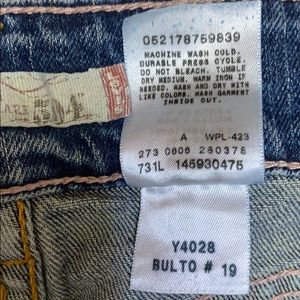 052178759839
MACHINE WASH COLD.
DURABLE PRESS CYCLE.
DO NOT BLEACH. TUMBLE
DRY MEDIUM. WARM IRON IF
NEEDED. WASH AND DRY WITH
LIKE COLORS. WASH GARMENT
INSIDE OUT.
A WPL-423
273 0606 280378
731L 145930475
Y4028
BULTO # 19